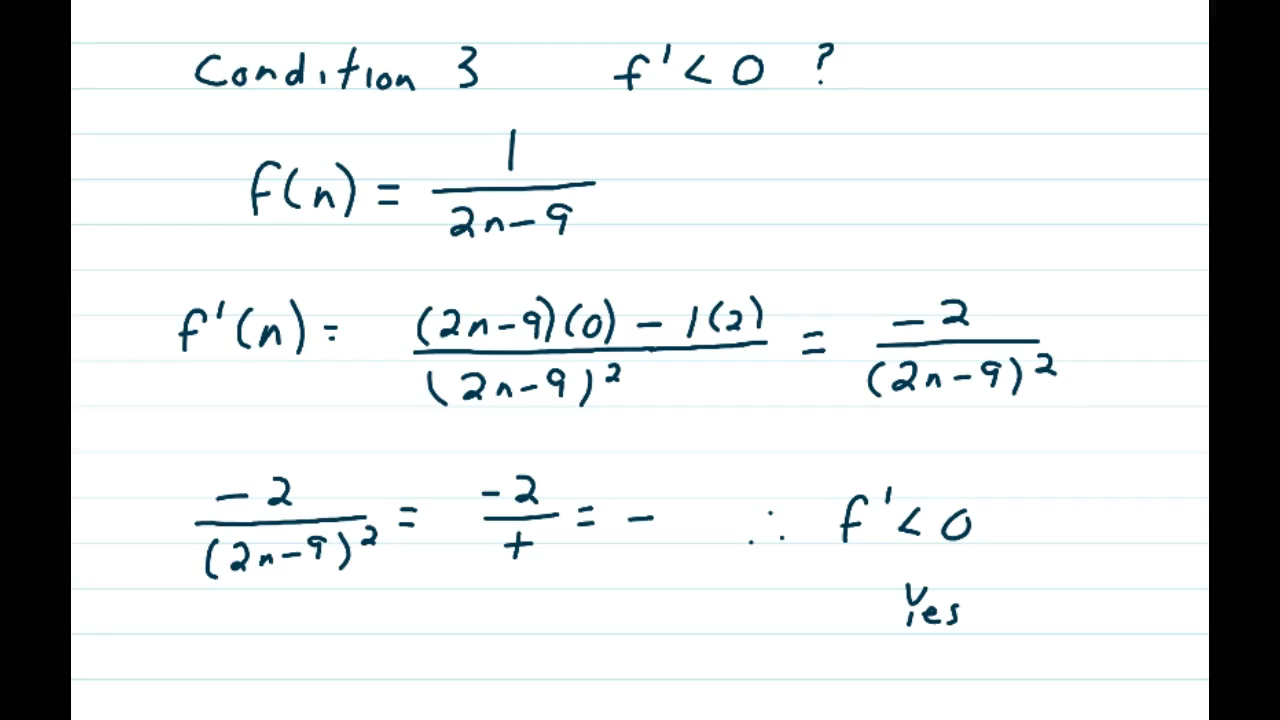 Condition 3 f' < 0 ?
f(n) = 1 / (2n-9)
f'(n) = ((2n-9)(0) - 1(2)) / (2n-9)² = -2 / (2n-9)²
-2 / (2n-9)² = -2 / + = - ∴ f' < 0
Yes